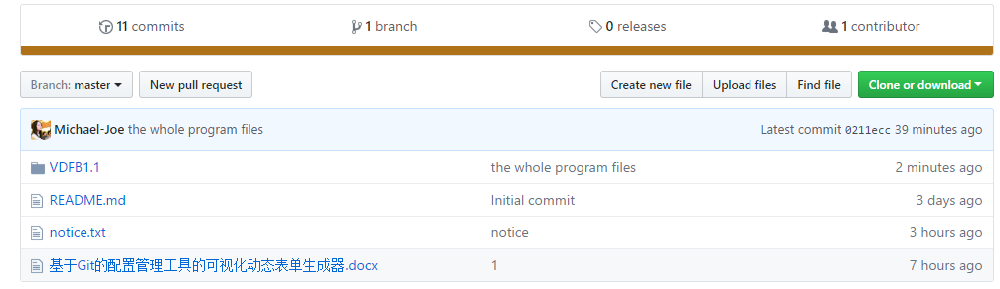 11 commits 1 branch 0 releases 1 contributor
Branch: master New pull request Create new file Upload files Find file Clone or download
Michael-Joe the whole program files Latest commit 0211ecc 39 minutes ago
VDFB1.1 the whole program files 2 minutes ago
README.md Initial commit 3 days ago
notice.txt notice 3 hours ago
基于Git的配置管理工具的可视化动态表单生成器.docx 1 7 hours ago